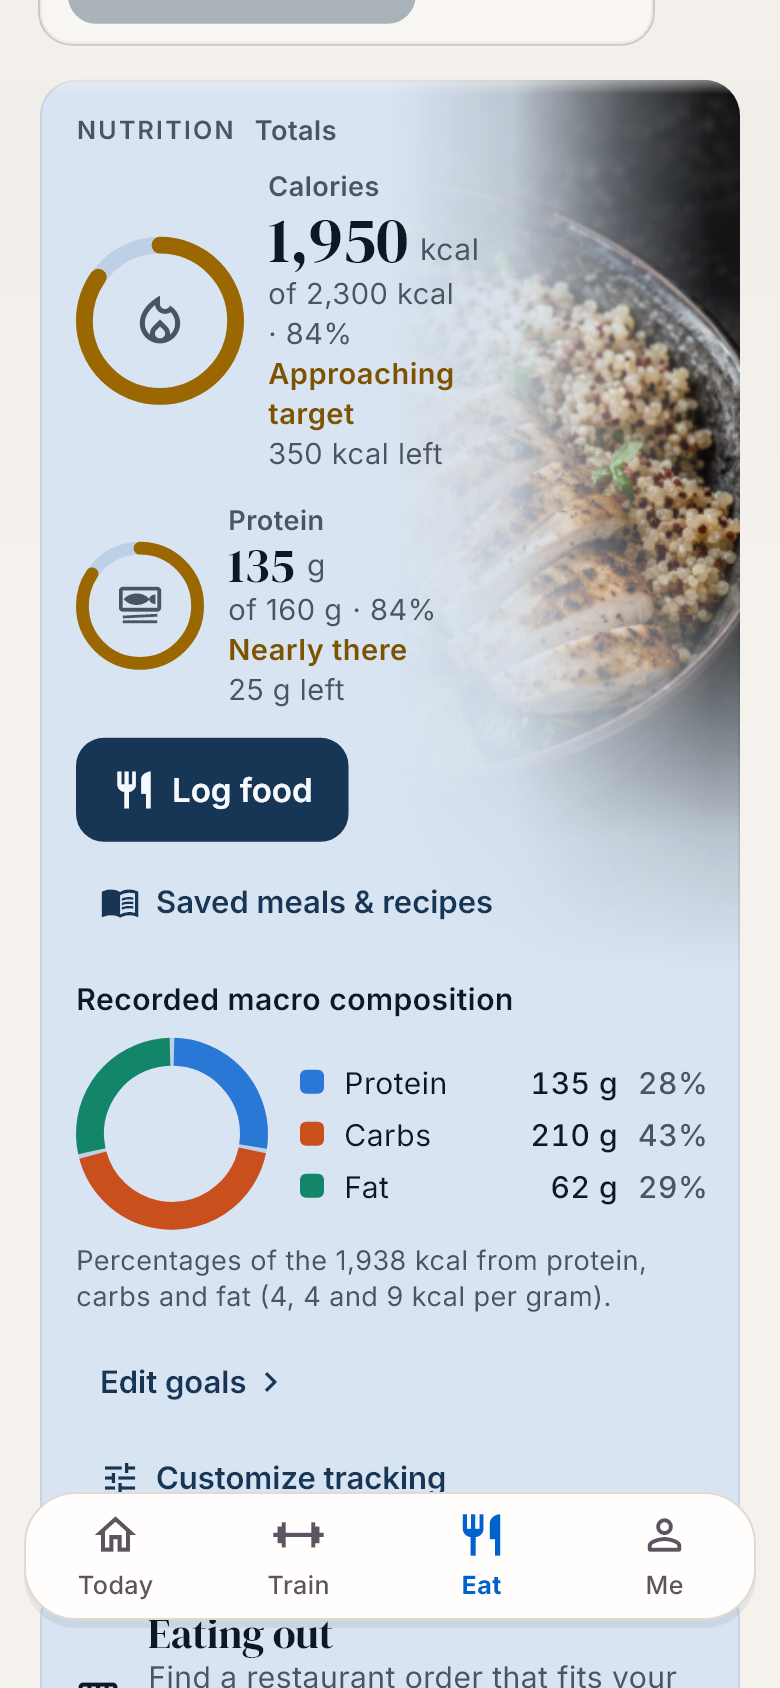 NUTRITION Totals
Calories
1,950 kcal
of 2,300 kcal
· 84%
Approaching
target
350 kcal left
Protein
135 g
of 160 g · 84%
Nearly there
25 g left
Log food
Saved meals & recipes
Recorded macro composition
Protein 135 g 28%
Carbs 210 g 43%
Fat 62 g 29%
Percentages of the 1,938 kcal from protein,
carbs and fat (4, 4 and 9 kcal per gram).
Edit goals
Customize tracking
Today Train Eat Me
Eating out
Find a restaurant order that fits your